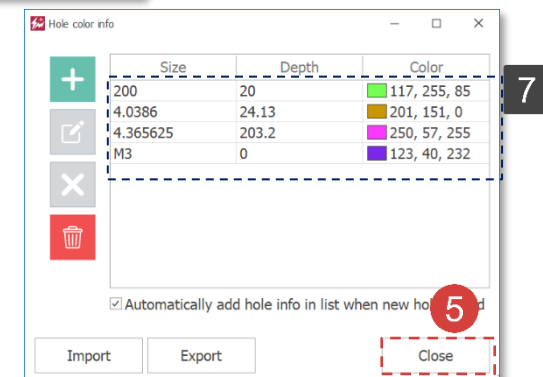 Hole color info
Size Depth Color
200 20 117, 255, 85
7
4.0386 24.13 201, 151, 0
4.365625 203.2 250, 57, 255
M3 0 123, 40, 232
Automatically add hole info in list when new
5
Import Export Close